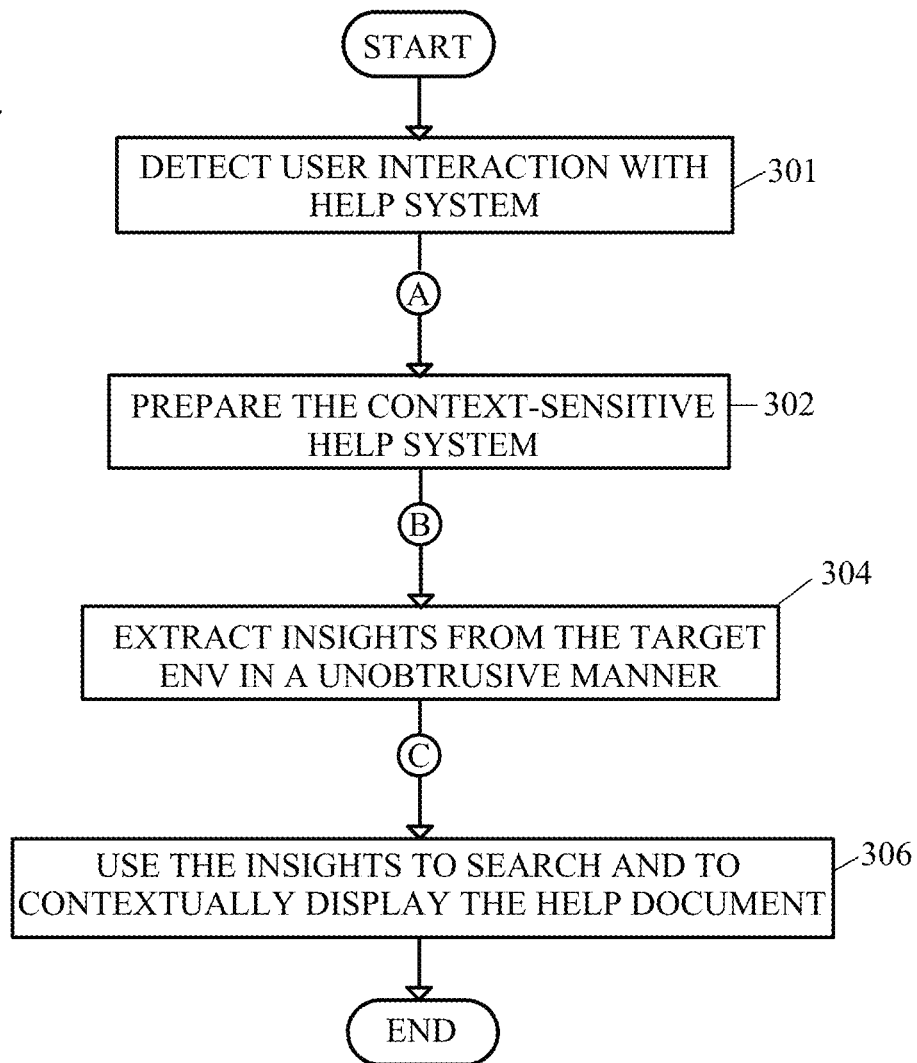 START
DETECT USER INTERACTION WITH
HELP SYSTEM
301
A
PREPARE THE CONTEXT-SENSITIVE
HELP SYSTEM
302
B
304
EXTRACT INSIGHTS FROM THE TARGET
ENV IN A UNOBTRUSIVE MANNER
C
USE THE INSIGHTS TO SEARCH AND TO
CONTEXTUALLY DISPLAY THE HELP DOCUMENT
306
END